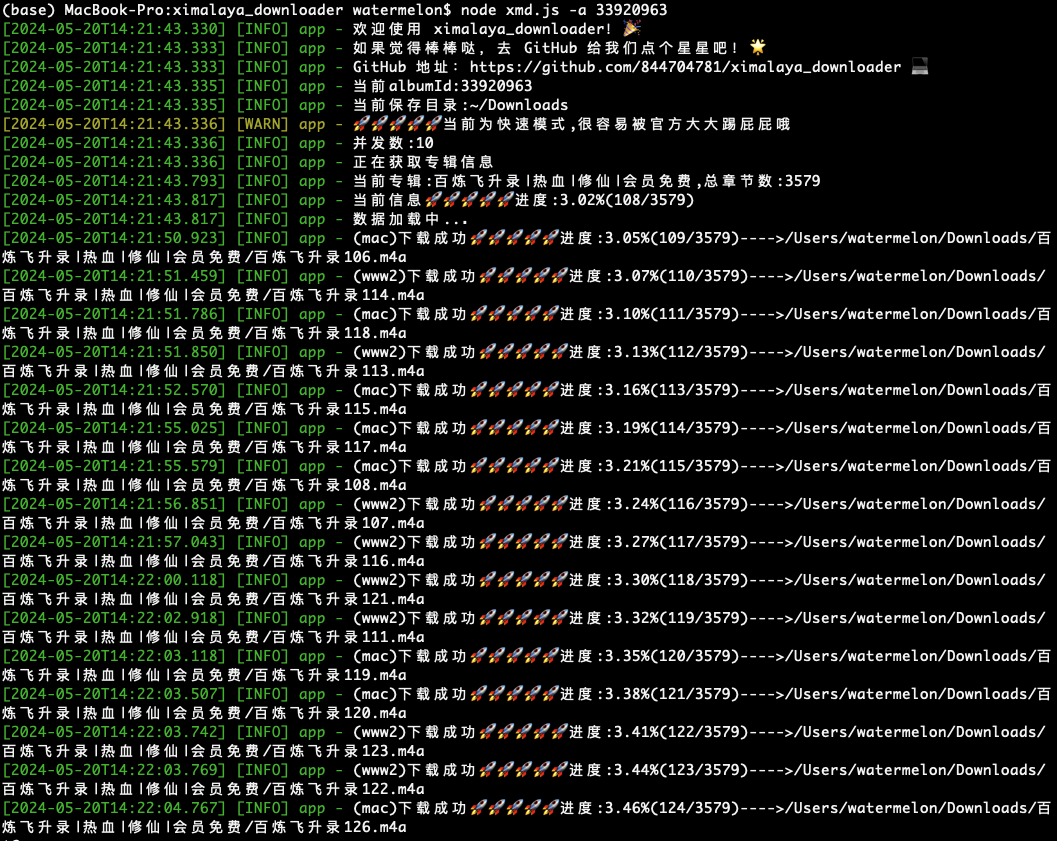 (base) MacBook-Pro:ximalaya_downloader watermelon$ node xmd.js -a 33920963
[2024-05-20T14:21:43.330] [INFO] app - 欢迎使用 ximalaya_downloader! 🎉
[2024-05-20T14:21:43.333] [INFO] app - 如果觉得棒棒哒, 去 GitHub 给我们点个星星吧! 🌟
[2024-05-20T14:21:43.333] [INFO] app - GitHub 地址: https://github.com/844704781/ximalaya_downloader 💻
[2024-05-20T14:21:43.335] [INFO] app - 当前albumId:33920963
[2024-05-20T14:21:43.335] [INFO] app - 当前保存目录:~/Downloads
[2024-05-20T14:21:43.336] [WARN] app - 🚀🚀🚀🚀🚀当前为快速模式,很容易被官方大大踢屁屁哦
[2024-05-20T14:21:43.336] [INFO] app - 并发数:10
[2024-05-20T14:21:43.336] [INFO] app - 正在获取专辑信息
[2024-05-20T14:21:43.793] [INFO] app - 当前专辑:百炼飞升录|热血|修仙|会员免费,总章节数:3579
[2024-05-20T14:21:43.817] [INFO] app - 当前信息🚀🚀🚀🚀🚀进度:3.02%(108/3579)
[2024-05-20T14:21:43.817] [INFO] app - 数据加载中...
[2024-05-20T14:21:50.923] [INFO] app - (mac)下载成功🚀🚀🚀🚀🚀进度:3.05%(109/3579)---->/Users/watermelon/Downloads/百
炼飞升录|热血|修仙|会员免费/百炼飞升录106.m4a
[2024-05-20T14:21:51.459] [INFO] app - (www2)下载成功🚀🚀🚀🚀🚀进度:3.07%(110/3579)---->/Users/watermelon/Downloads/
百炼飞升录|热血|修仙|会员免费/百炼飞升录114.m4a
[2024-05-20T14:21:51.786] [INFO] app - (mac)下载成功🚀🚀🚀🚀🚀进度:3.10%(111/3579)---->/Users/watermelon/Downloads/百
炼飞升录|热血|修仙|会员免费/百炼飞升录118.m4a
[2024-05-20T14:21:51.850] [INFO] app - (www2)下载成功🚀🚀🚀🚀🚀进度:3.13%(112/3579)---->/Users/watermelon/Downloads/
百炼飞升录|热血|修仙|会员免费/百炼飞升录113.m4a
[2024-05-20T14:21:52.570] [INFO] app - (mac)下载成功🚀🚀🚀🚀🚀进度:3.16%(113/3579)---->/Users/watermelon/Downloads/百
炼飞升录|热血|修仙|会员免费/百炼飞升录115.m4a
[2024-05-20T14:21:55.025] [INFO] app - (mac)下载成功🚀🚀🚀🚀🚀进度:3.19%(114/3579)---->/Users/watermelon/Downloads/百
炼飞升录|热血|修仙|会员免费/百炼飞升录117.m4a
[2024-05-20T14:21:55.579] [INFO] app - (mac)下载成功🚀🚀🚀🚀🚀进度:3.21%(115/3579)---->/Users/watermelon/Downloads/百
炼飞升录|热血|修仙|会员免费/百炼飞升录108.m4a
[2024-05-20T14:21:56.851] [INFO] app - (www2)下载成功🚀🚀🚀🚀🚀进度:3.24%(116/3579)---->/Users/watermelon/Downloads/
百炼飞升录|热血|修仙|会员免费/百炼飞升录107.m4a
[2024-05-20T14:21:57.043] [INFO] app - (www2)下载成功🚀🚀🚀🚀🚀进度:3.27%(117/3579)---->/Users/watermelon/Downloads/
百炼飞升录|热血|修仙|会员免费/百炼飞升录116.m4a
[2024-05-20T14:22:00.118] [INFO] app - (www2)下载成功🚀🚀🚀🚀🚀进度:3.30%(118/3579)---->/Users/watermelon/Downloads/
百炼飞升录|热血|修仙|会员免费/百炼飞升录121.m4a
[2024-05-20T14:22:02.918] [INFO] app - (www2)下载成功🚀🚀🚀🚀🚀进度:3.32%(119/3579)---->/Users/watermelon/Downloads/
百炼飞升录|热血|修仙|会员免费/百炼飞升录111.m4a
[2024-05-20T14:22:03.118] [INFO] app - (mac)下载成功🚀🚀🚀🚀🚀进度:3.35%(120/3579)---->/Users/watermelon/Downloads/百
炼飞升录|热血|修仙|会员免费/百炼飞升录119.m4a
[2024-05-20T14:22:03.507] [INFO] app - (mac)下载成功🚀🚀🚀🚀🚀进度:3.38%(121/3579)---->/Users/watermelon/Downloads/百
炼飞升录|热血|修仙|会员免费/百炼飞升录120.m4a
[2024-05-20T14:22:03.742] [INFO] app - (www2)下载成功🚀🚀🚀🚀🚀进度:3.41%(122/3579)---->/Users/watermelon/Downloads/
百炼飞升录|热血|修仙|会员免费/百炼飞升录123.m4a
[2024-05-20T14:22:03.769] [INFO] app - (www2)下载成功🚀🚀🚀🚀🚀进度:3.44%(123/3579)---->/Users/watermelon/Downloads/
百炼飞升录|热血|修仙|会员免费/百炼飞升录122.m4a
[2024-05-20T14:22:04.767] [INFO] app - (mac)下载成功🚀🚀🚀🚀🚀进度:3.46%(124/3579)---->/Users/watermelon/Downloads/百
炼飞升录|热血|修仙|会员免费/百炼飞升录126.m4a